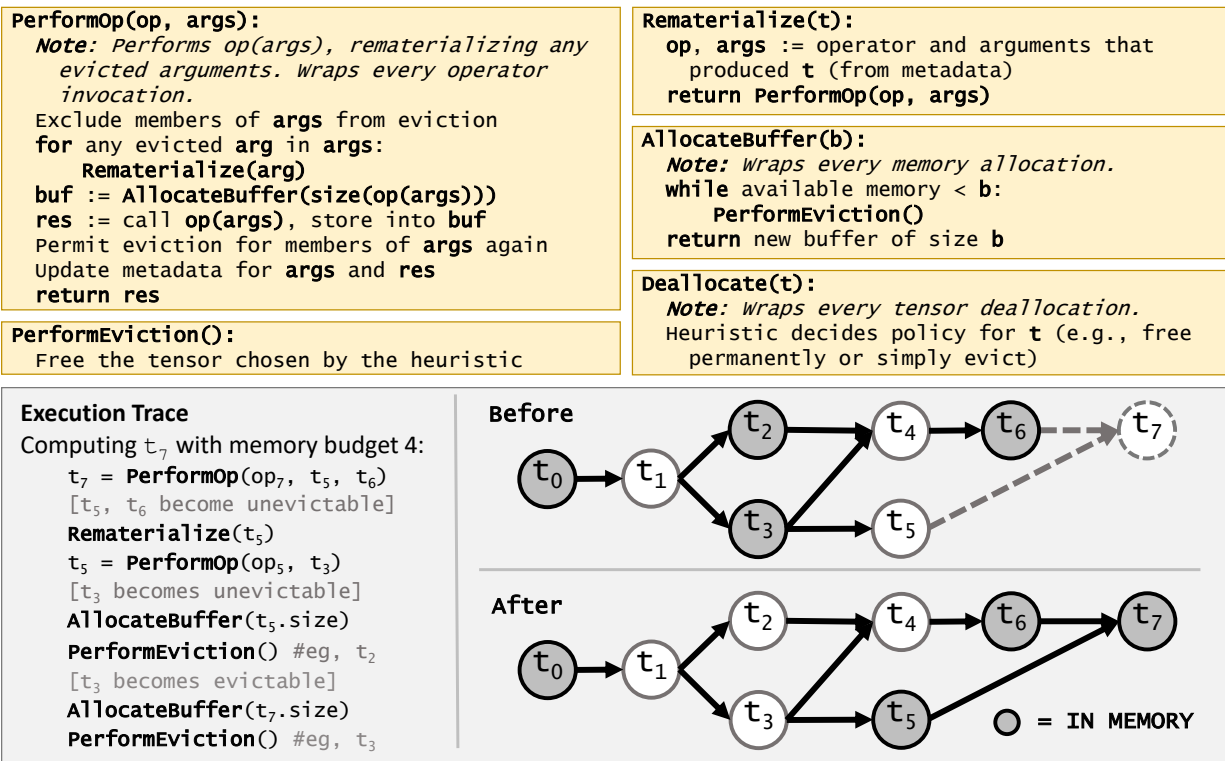 PerformOp(op, args):
Note: Performs op(args), rematerializing any
evicted arguments. Wraps every operator
invocation.
Exclude members of args from eviction
for any evicted arg in args:
Rematerialize(arg)
buf := AllocateBuffer(size(op(args)))
res := call op(args), store into buf
Permit eviction for members of args again
Update metadata for args and res
return res
PerformEviction():
Free the tensor chosen by the heuristic
Rematerialize(t):
op, args := operator and arguments that
produced t (from metadata)
return PerformOp(op, args)
AllocateBuffer(b):
Note: Wraps every memory allocation.
while available memory < b:
PerformEviction()
return new buffer of size b
Deallocate(t):
Note: Wraps every tensor deallocation.
Heuristic decides policy for t (e.g., free
permanently or simply evict)
Execution Trace
Computing t₇ with memory budget 4:
t₇ = PerformOp(op₇, t₅, t₆)
[t₅, t₆ become unevictable]
Rematerialize(t₅)
t₅ = PerformOp(op₅, t₃)
[t₃ becomes unevictable]
AllocateBuffer(t₅.size)
PerformEviction() #eg, t₂
[t₃ becomes evictable]
AllocateBuffer(t₇.size)
PerformEviction() #eg, t₃
Before
t₀
t₁
t₂
t₃
t₄
t₅
t₆
t₇
After
t₀
t₁
t₂
t₃
t₄
t₅
t₆
t₇
= IN MEMORY